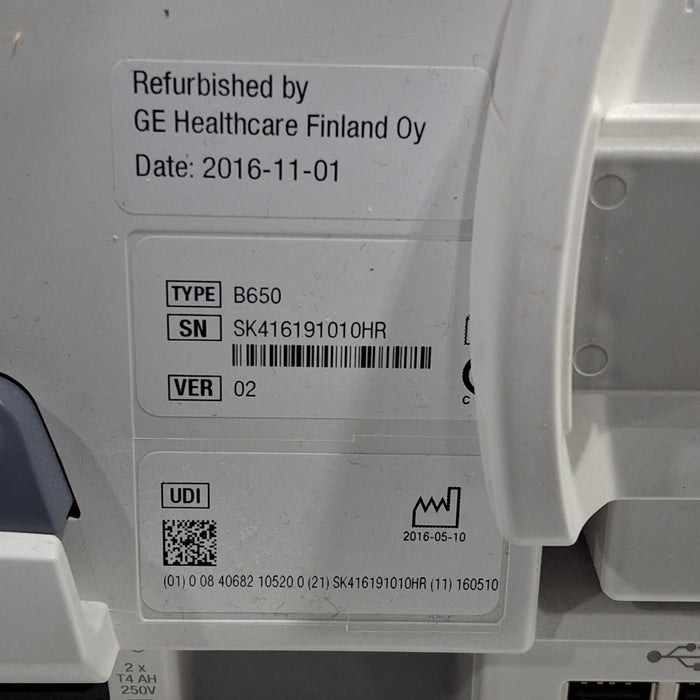 Refurbished by
GE Healthcare Finland Oy
Date: 2016-11-01
TYPE B650
SN SK416191010HR
VER 02
C
UDI
2016-05-10
(01) 0 08 40682 10520 0 (21) SK416191010HR (11) 160510
2 x
T4 AH
250V